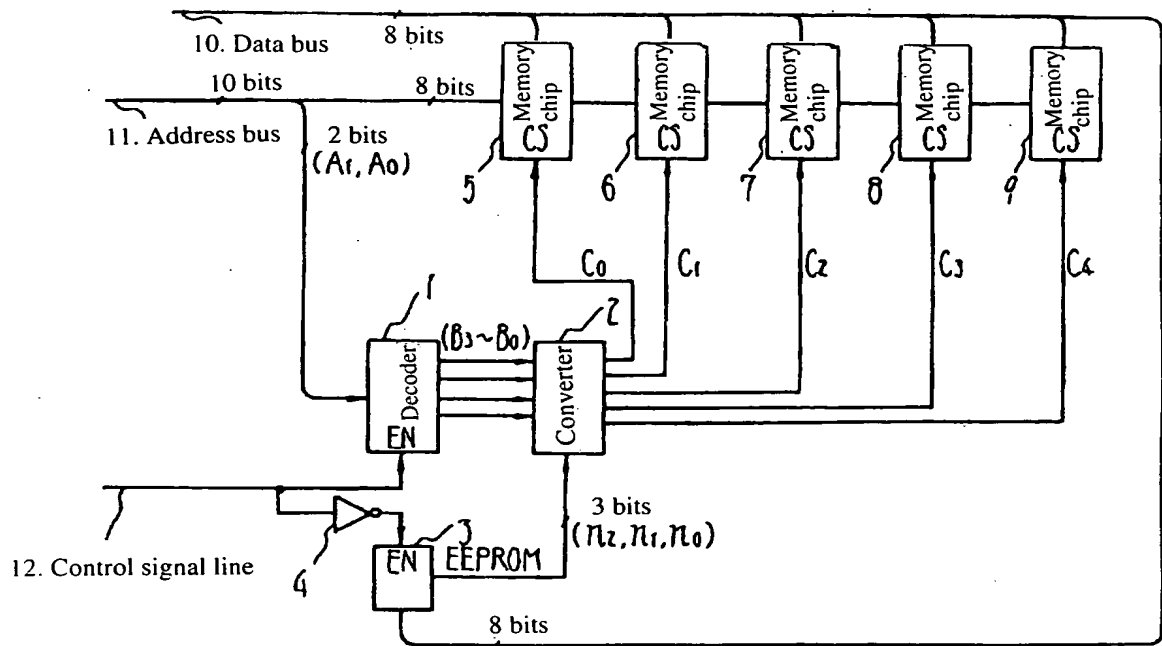 10. Data bus
8 bits
10 bits
8 bits
11. Address bus
2 bits
(A1, A0)
Memory chip
CS
5
Memory chip
CS
6
Memory chip
CS
7
Memory chip
CS
8
Memory chip
CS
9
C0
C1
C2
C3
C4
1
(B3~B0)
2
Decoder
EN
Converter
3 bits
(n2, n1, n0)
12. Control signal line
4
3
EN
EEPROM
8 bits